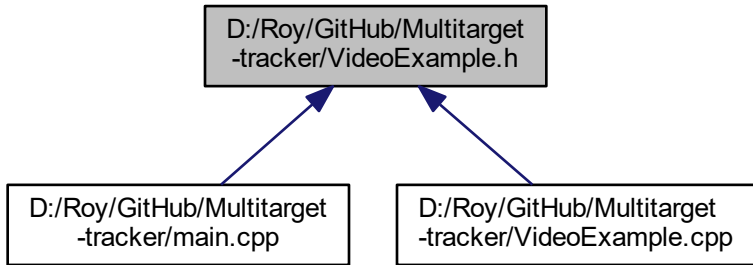 D:/Roy/GitHub/Multitarget
-tracker/VideoExample.h
D:/Roy/GitHub/Multitarget
-tracker/main.cpp
D:/Roy/GitHub/Multitarget
-tracker/VideoExample.cpp